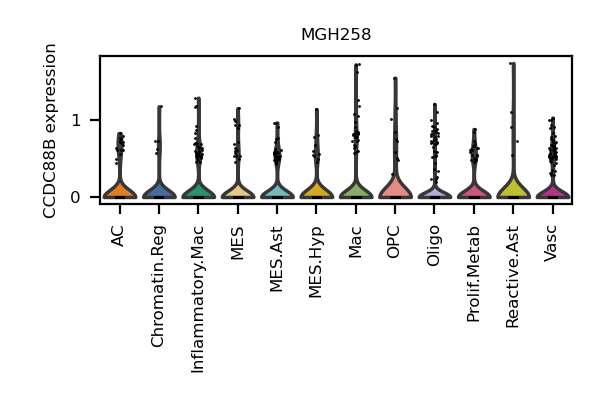 MGH258
CCDC88B expression
1
0
AC
Chromatin.Reg
Inflammatory.Mac
MES
MES.Ast
MES.Hyp
Mac
OPC
Oligo
Prolif.Metab
Reactive.Ast
Vasc